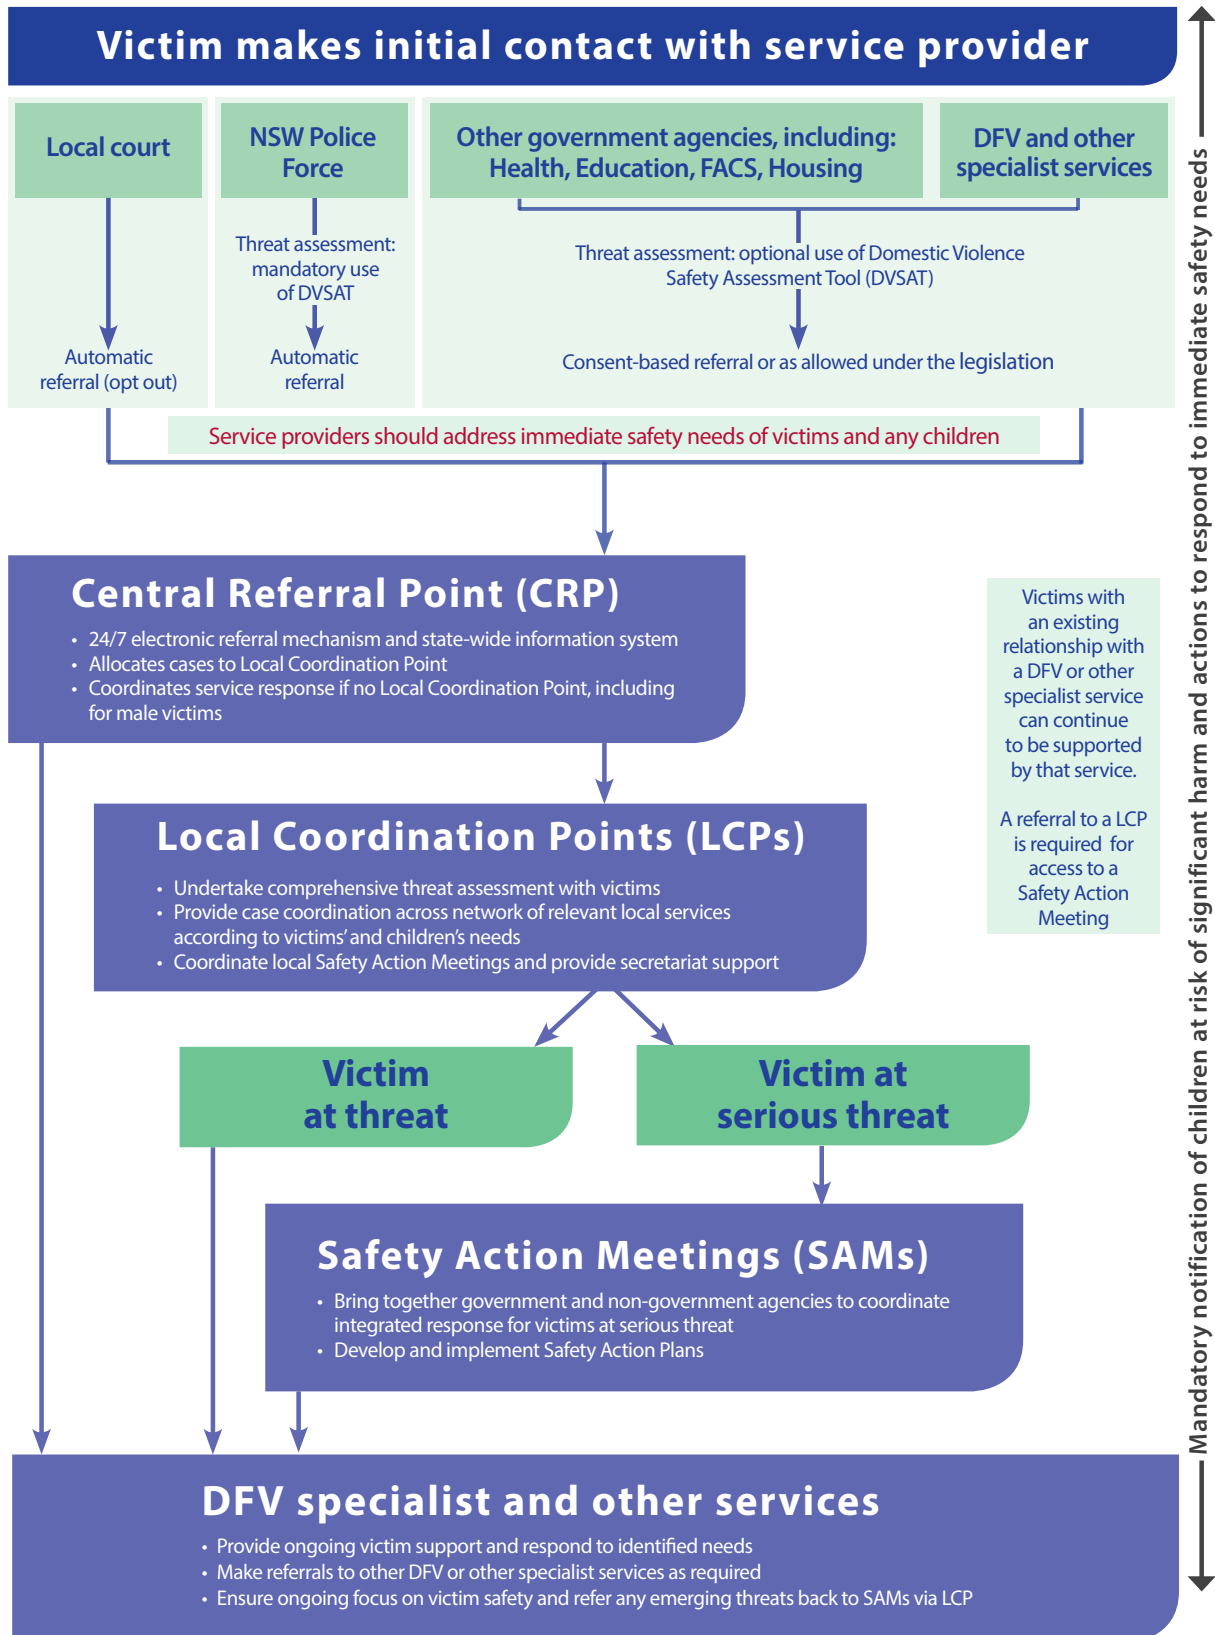 Victim makes initial contact with service provider
Local court
NSW Police
Force
Other government agencies, including:
Health, Education, FACS, Housing
DFV and other
specialist services
Threat assessment:
mandatory use
of DVSAT
Threat assessment: optional use of Domestic Violence
Safety Assessment Tool (DVSAT)
Automatic
referral (opt out)
Automatic
referral
Consent-based referral or as allowed under the legislation
Service providers should address immediate safety needs of victims and any children
Central Referral Point (CRP)
• 24/7 electronic referral mechanism and state-wide information system
• Allocates cases to Local Coordination Point
• Coordinates service response if no Local Coordination Point, including
for male victims
Victims with
an existing
relationship with
a DFV or other
specialist service
can continue
to be supported
by that service.
A referral to a LCP
is required for
access to a
Safety Action
Meeting
Local Coordination Points (LCPs)
• Undertake comprehensive threat assessment with victims
• Provide case coordination across network of relevant local services
according to victims' and children's needs
• Coordinate local Safety Action Meetings and provide secretariat support
Victim
at threat
Victim at
serious threat
Safety Action Meetings (SAMs)
• Bring together government and non-government agencies to coordinate
integrated response for victims at serious threat
• Develop and implement Safety Action Plans
DFV specialist and other services
• Provide ongoing victim support and respond to identified needs
• Make referrals to other DFV or other specialist services as required
• Ensure ongoing focus on victim safety and refer any emerging threats back to SAMs via LCP
Mandatory notification of children at risk of significant harm and actions to respond to immediate safety needs